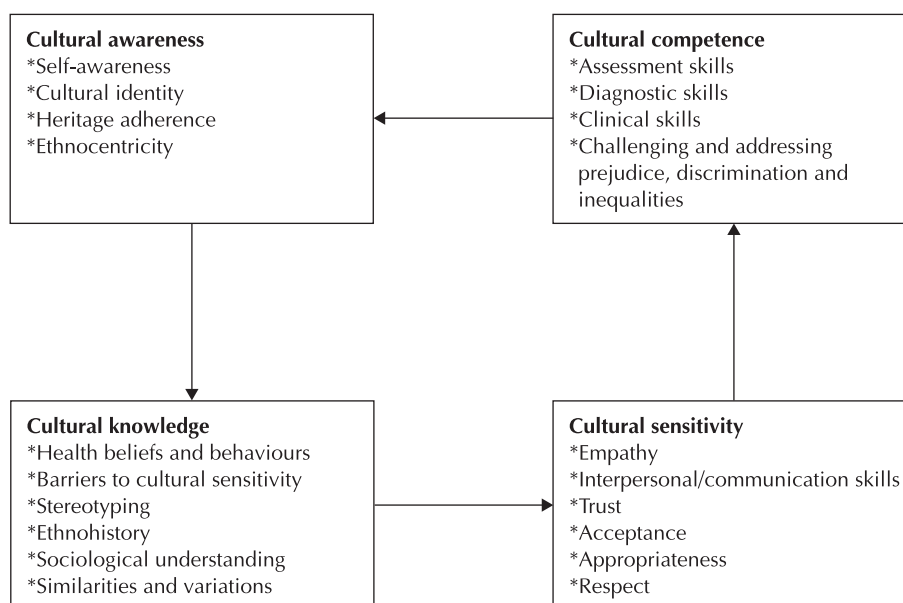 Cultural awareness
*Self-awareness
*Cultural identity
*Heritage adherence
*Ethnocentricity
Cultural competence
*Assessment skills
*Diagnostic skills
*Clinical skills
*Challenging and addressing
prejudice, discrimination and
inequalities
Cultural knowledge
*Health beliefs and behaviours
*Barriers to cultural sensitivity
*Stereotyping
*Ethnohistory
*Sociological understanding
*Similarities and variations
Cultural sensitivity
*Empathy
*Interpersonal/communication skills
*Trust
*Acceptance
*Appropriateness
*Respect